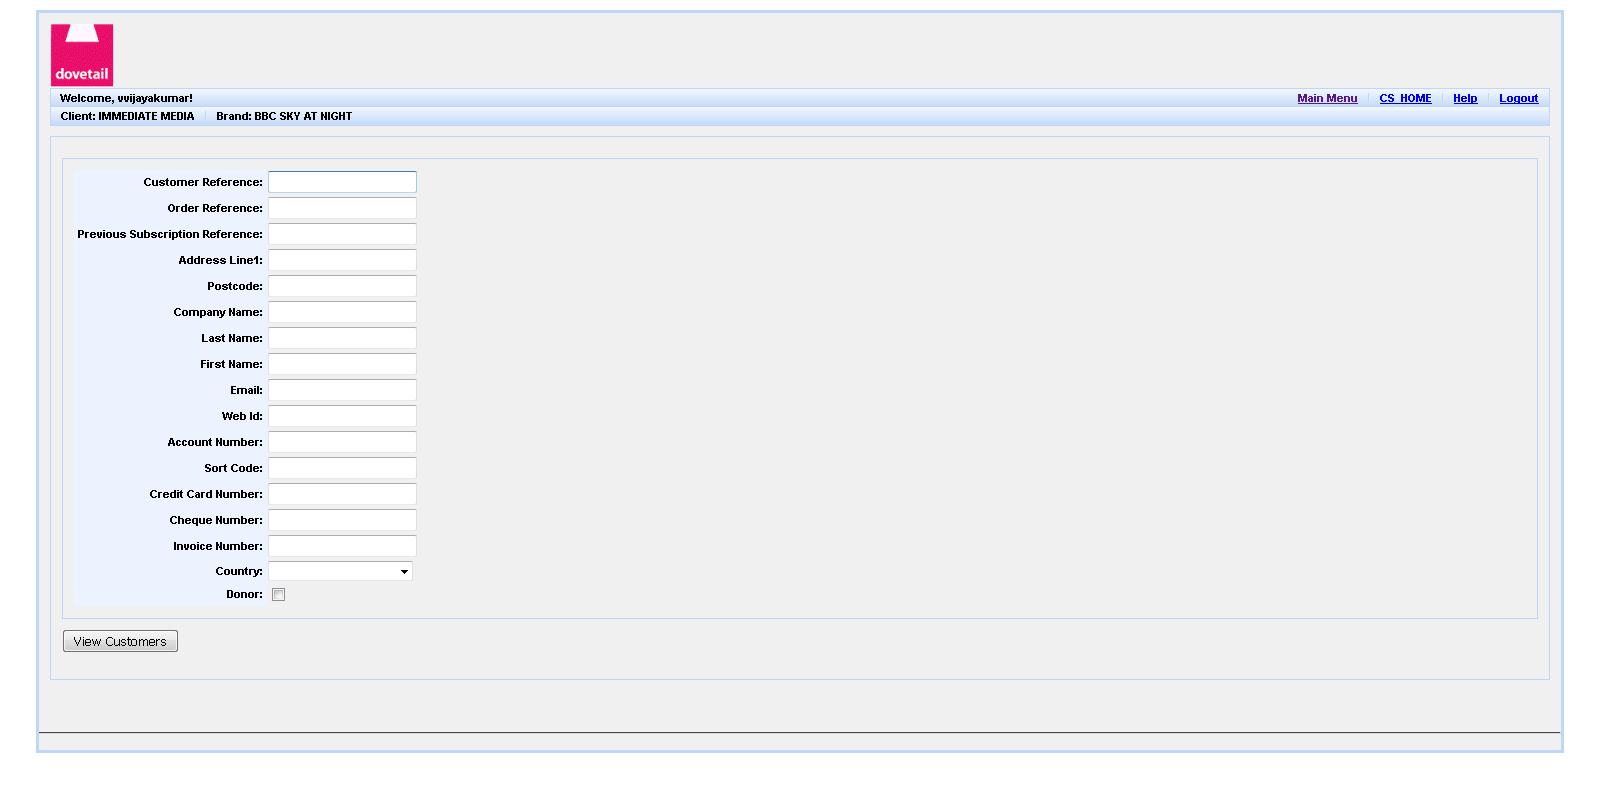 dovetail
Welcome, vvijayakumar! Main Menu CS_HOME Help Logout
Client: IMMEDIATE MEDIA Brand: BBC SKY AT NIGHT
Customer Reference:
Order Reference:
Previous Subscription Reference:
Address Line1:
Postcode:
Company Name:
Last Name:
First Name:
Email:
Web Id:
Account Number:
Sort Code:
Credit Card Number:
Cheque Number:
Invoice Number:
Country:
Donor:
View Customers